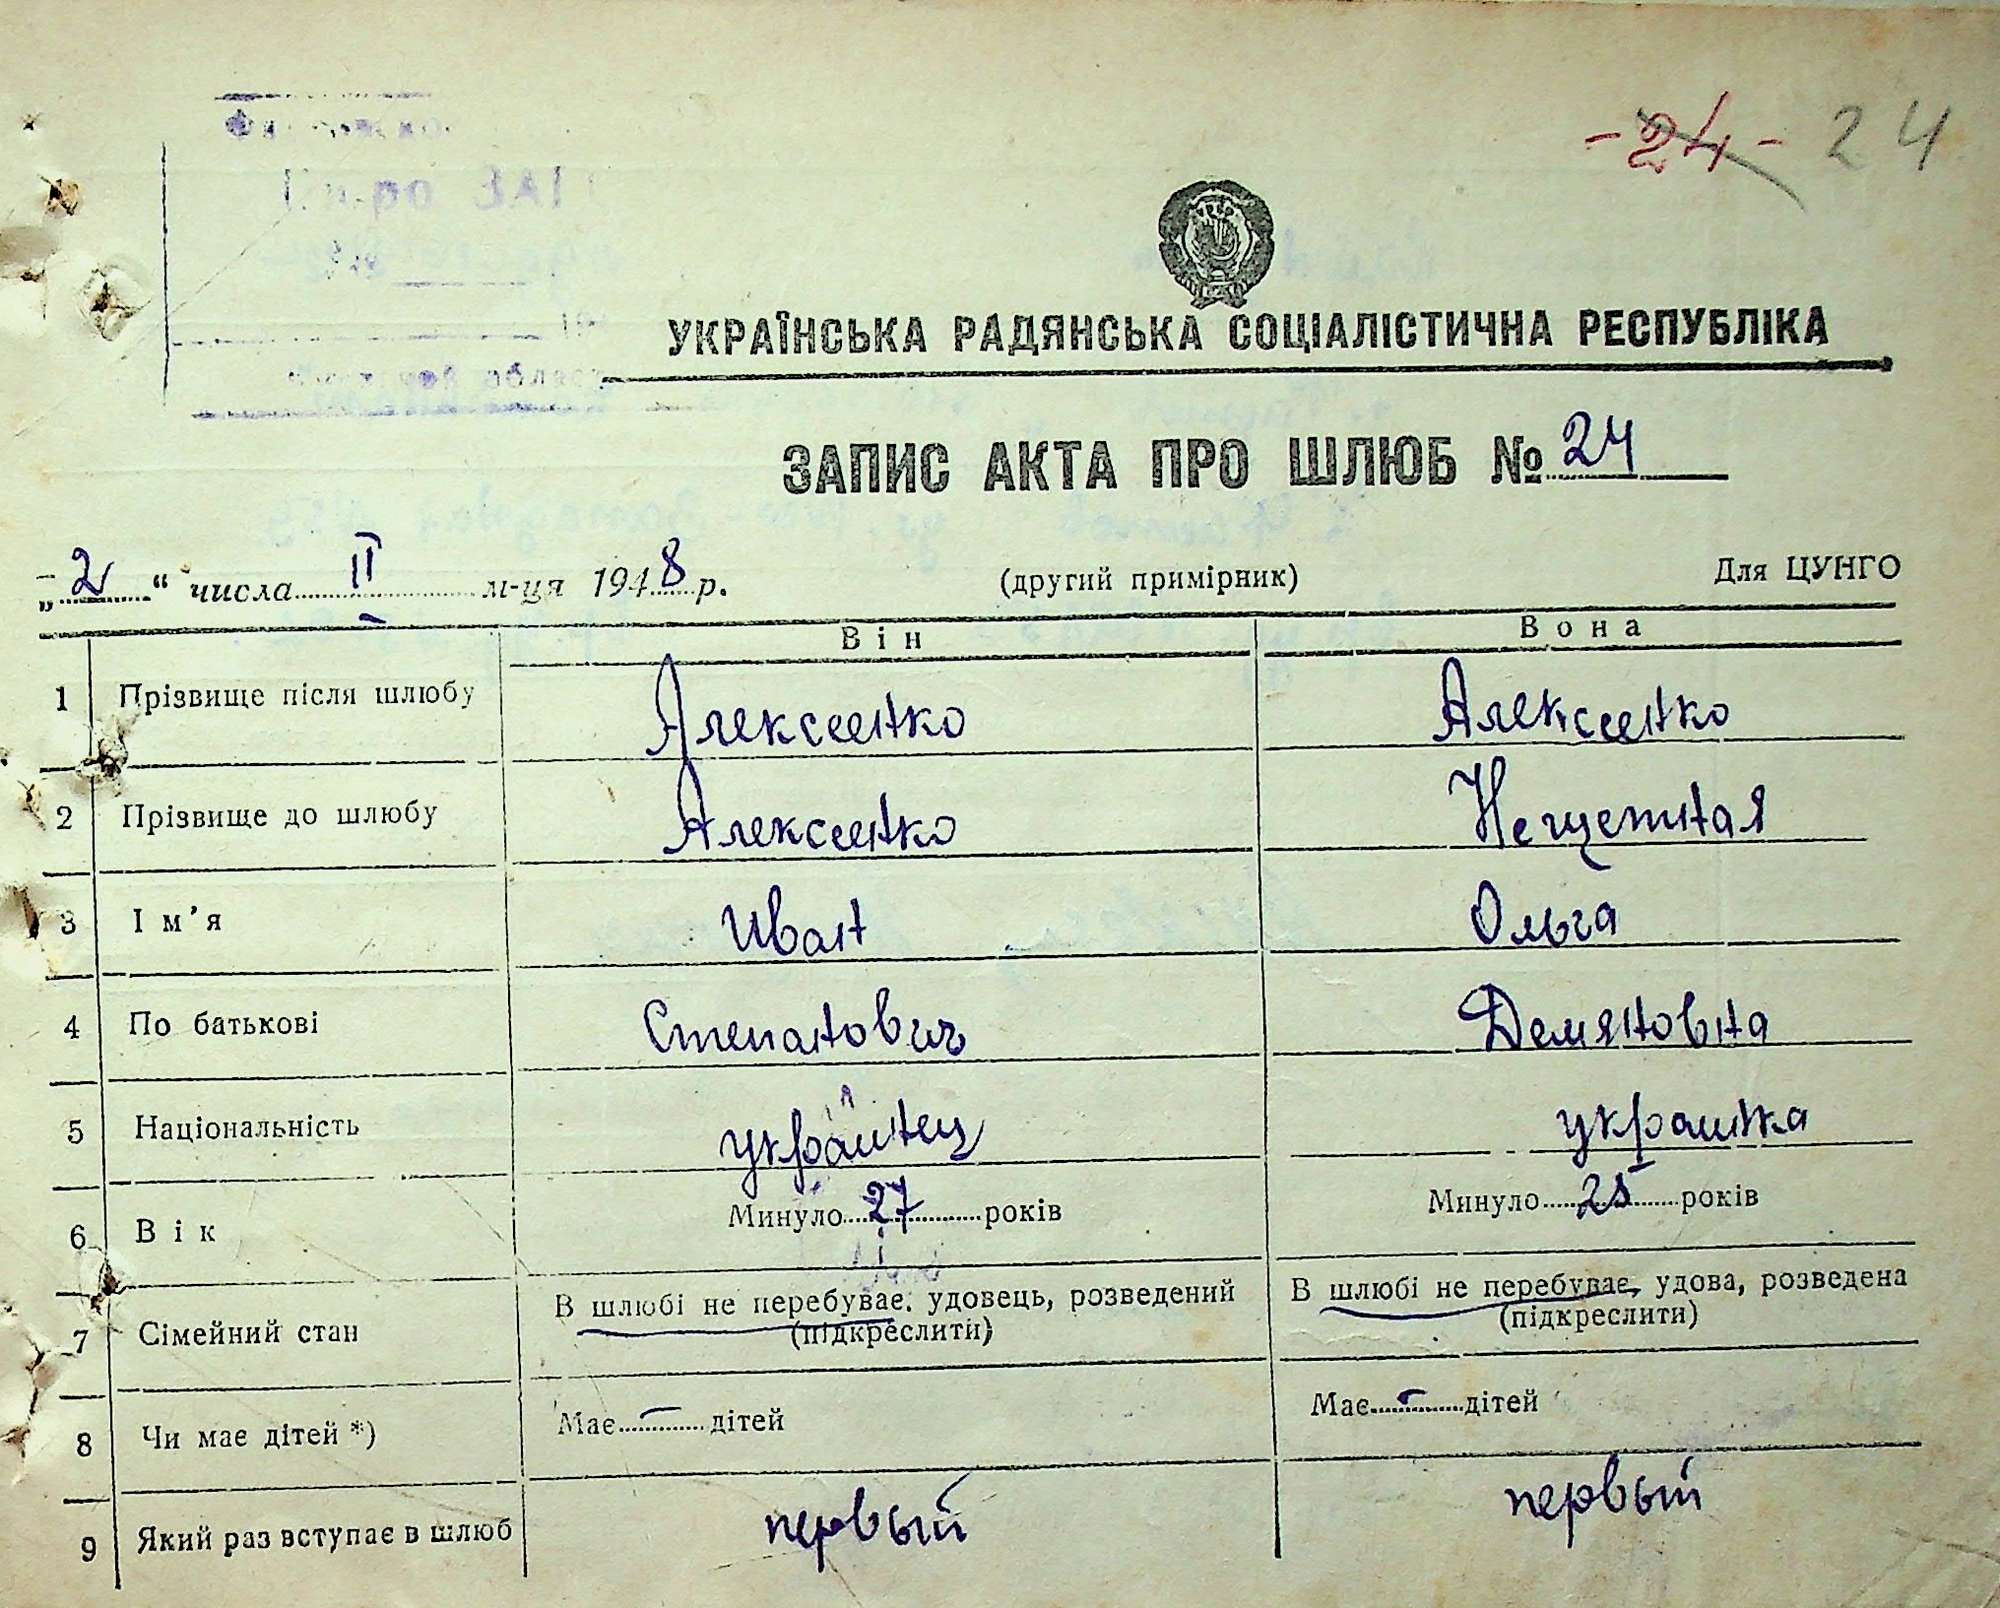 -24- 24
УКРАЇНСЬКА РАДЯНСЬКА СОЦІАЛІСТИЧНА РЕСПУБЛІКА
ЗАПИС АКТА ПРО ШЛЮБ № 24
„2“ числа II м-ця 1948 р. (другий примірник) Для ЦУНГО
Він Вона
1 Прізвище після шлюбу Алексеенко Алексеенко
2 Прізвище до шлюбу Алексеенко Нещетная
3 Ім’я Иван Ольга
4 По батькові Степанович Демяновна
5 Національність украинец украинка
6 Вік Минуло 27 років Минуло 25 років
7 Сімейний стан В шлюбі не перебуває, удовець, розведений В шлюбі не перебуває, удова, розведена
(підкреслити) (підкреслити)
8 Чи має дітей *) Має – дітей Має – дітей
9 Який раз вступає в шлюб первый первый